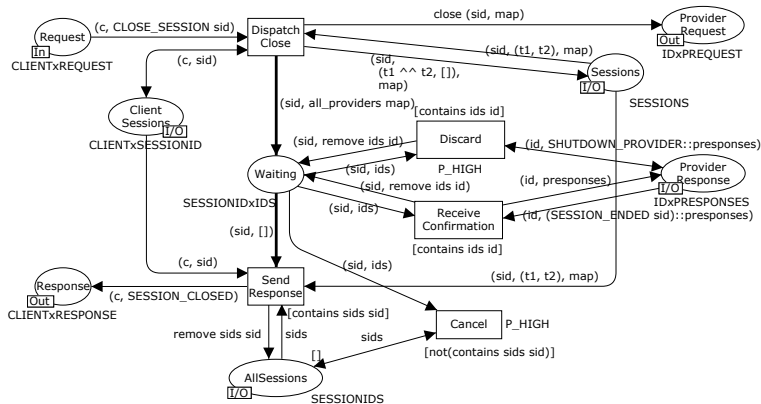 close (sid, map)
Provider
Request
Out
IDxPREQUEST
Request
In
CLIENTxREQUEST
(c, CLOSE_SESSION sid)
Dispatch
Close
(sid, (t1, t2), map)
(sid,
(t1 ^^ t2, []),
map)
Sessions
I/O
SESSIONS
(c, sid)
Client
Sessions
I/O
CLIENTxSESSIONID
(sid, all_providers map)
[contains ids id]
Discard
P_HIGH
(sid, remove ids id)
(sid, ids)
(id, SHUTDOWN_PROVIDER::presponses)
Provider
Response
I/O
IDxPRESPONSES
Waiting
SESSIONIDxIDS
(sid, remove ids id)
(sid, ids)
(id, presponses)
Receive
Confirmation
(id, (SESSION_ENDED sid)::presponses)
[contains ids id]
(sid, [])
(c, sid)
(sid, ids)
(sid, (t1, t2), map)
Response
Out
CLIENTxRESPONSE
(c, SESSION_CLOSED)
Send
Response
[contains sids sid]
Cancel
P_HIGH
[not(contains sids sid)]
remove sids sid
sids
sids
[]
AllSessions
I/O
SESSIONIDS